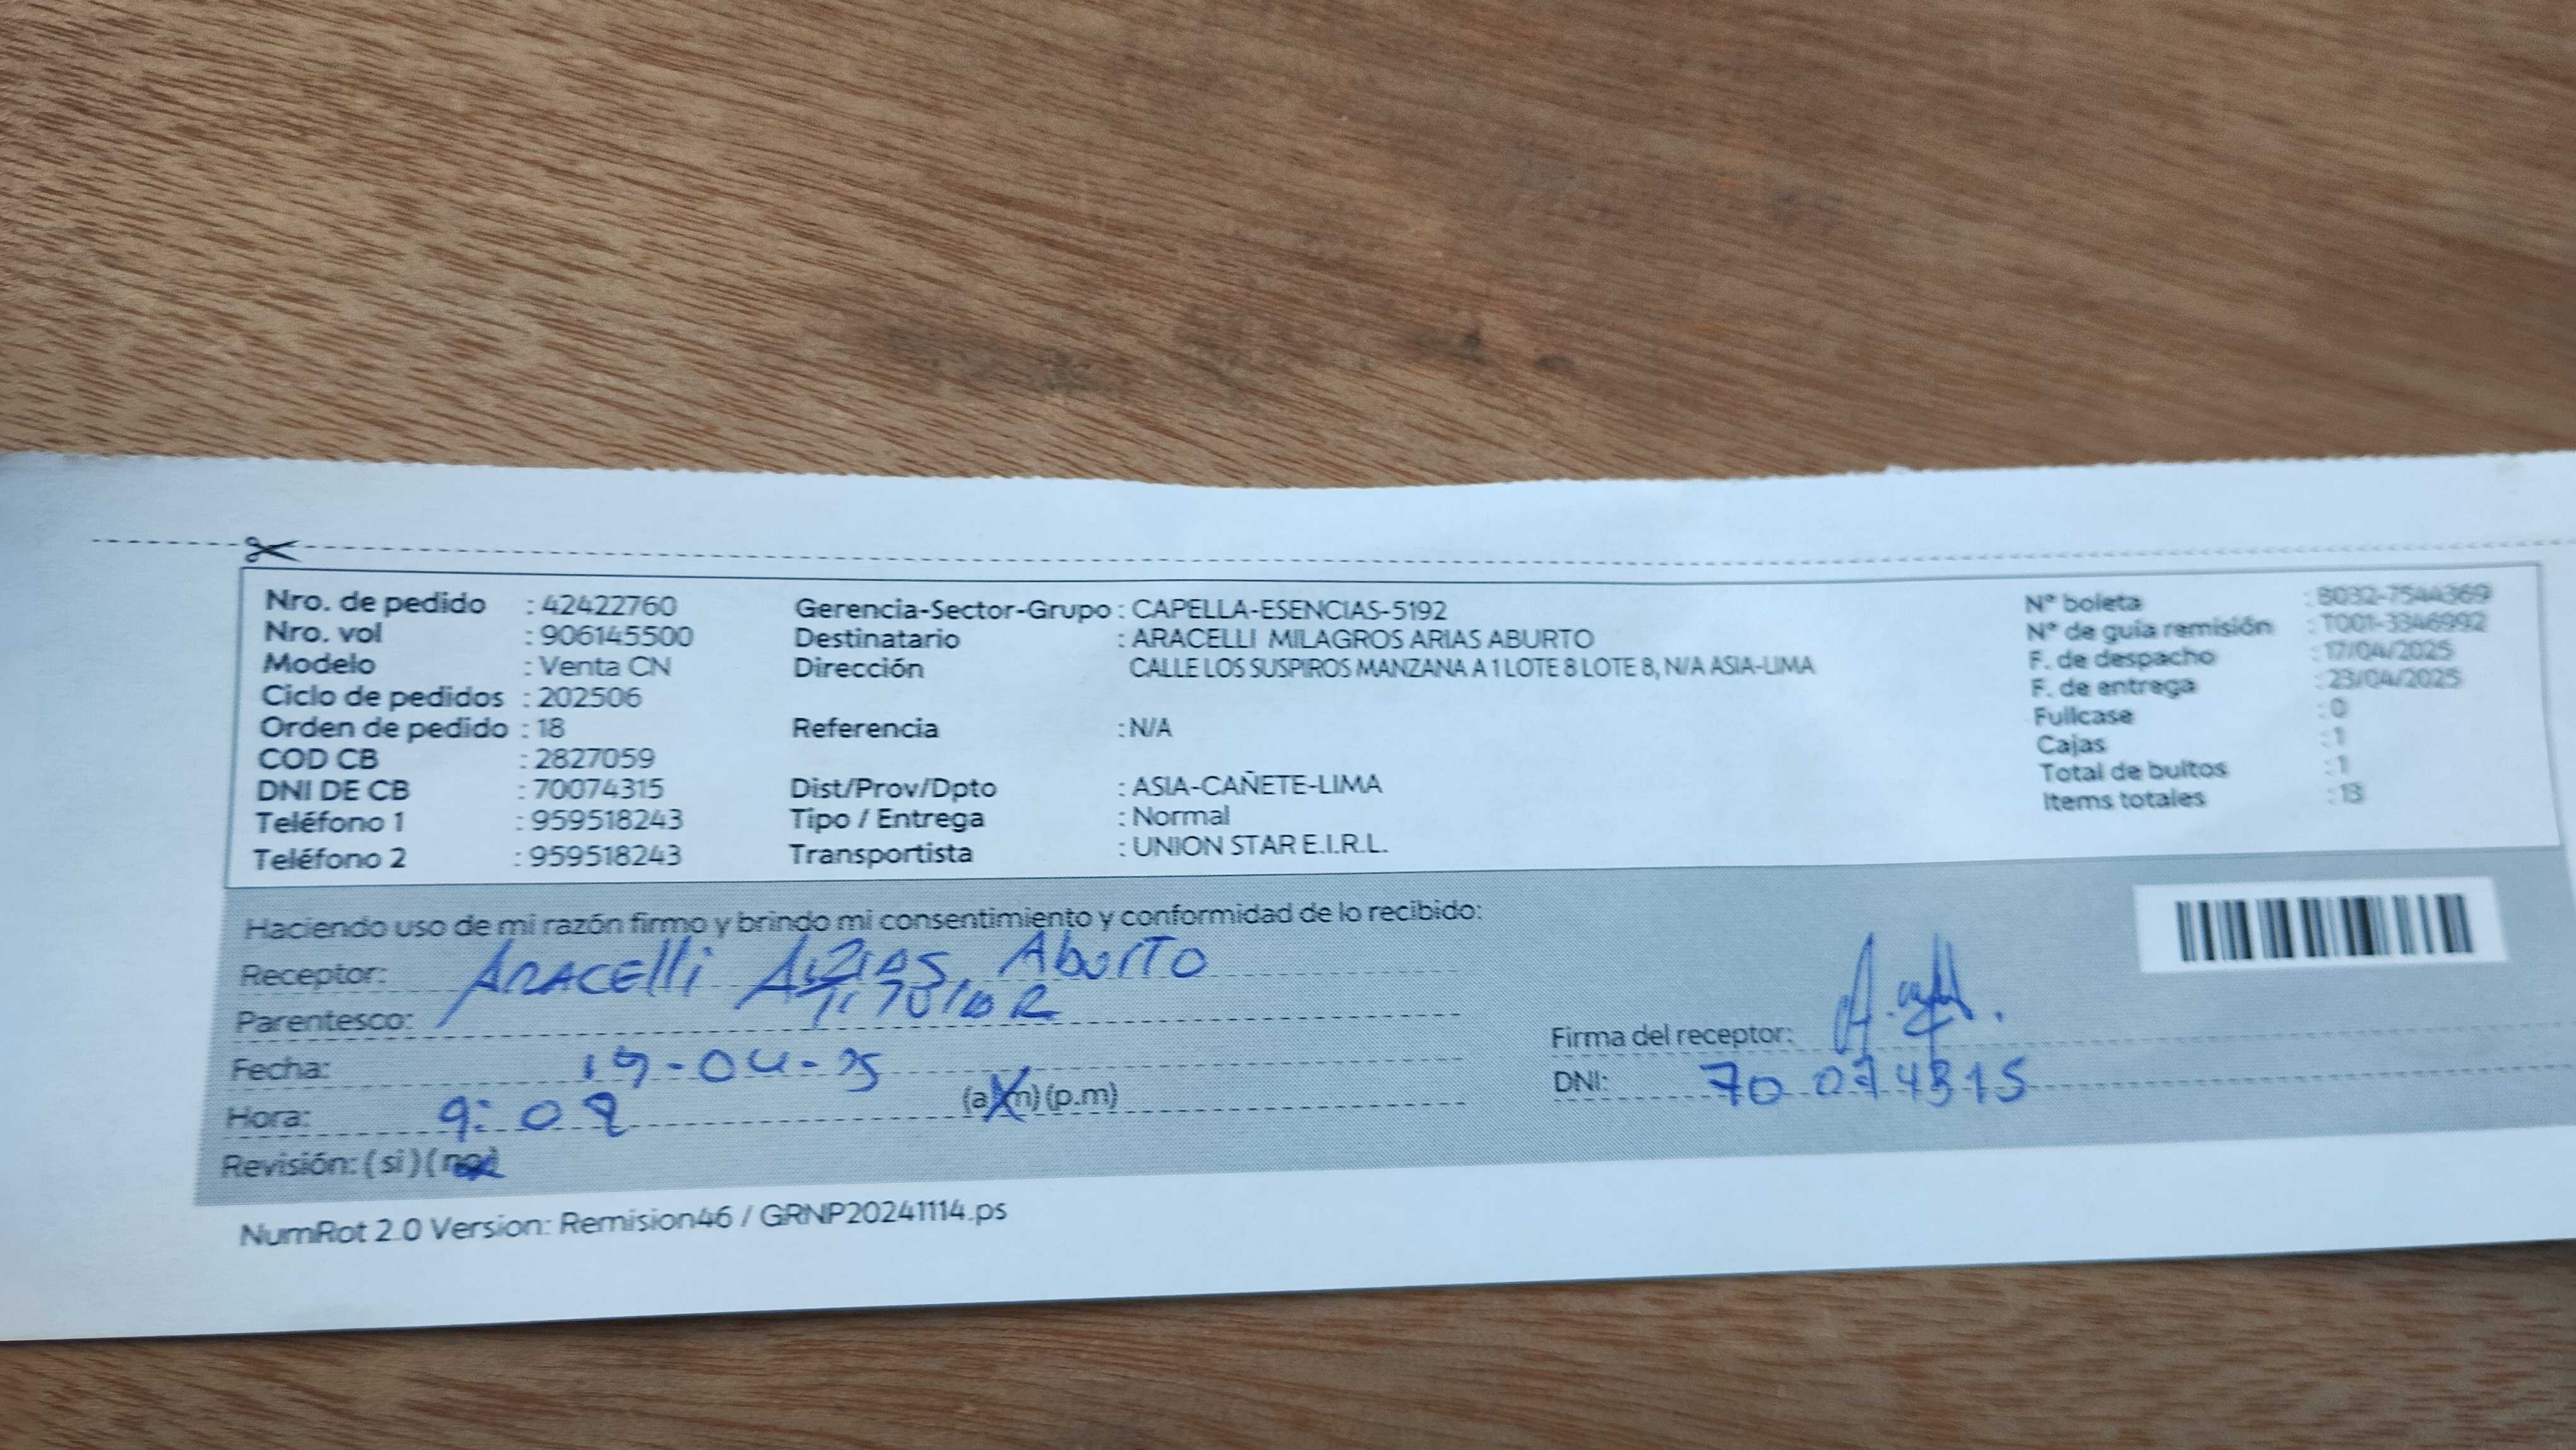 Nro. de pedido : 42422760
Nro. vol : 906145500
Modelo : Venta CN
Ciclo de pedidos : 202506
Orden de pedido : 18
COD CB : 2827059
DNI DE CB : 70074315
Teléfono 1 : 959518243
Teléfono 2 : 959518243
Gerencia-Sector-Grupo : CAPELLA-ESENCIAS-5192
Destinatario : ARACELLI MILAGROS ARIAS ABURTO
Dirección CALLE LOS SUSPIROS MANZANA A 1 LOTE 8 LOTE 8, N/A ASIA-LIMA
Referencia : N/A
Dist/Prov/Dpto : ASIA-CAÑETE-LIMA
Tipo / Entrega : Normal
Transportista : UNION STAR E.I.R.L.
N° boleta : B032-7544369
N° de guía remisión : T001-3346992
F. de despacho : 17/04/2025
F. de entrega : 23/04/2025
Fullcase : 0
Cajas : 1
Total de bultos : 1
Items totales : 13
Haciendo uso de mi razón firmo y brindo mi consentimiento y conformidad de lo recibido:
Receptor: ARACElli ARIAS Aburto
Parentesco: TiTulaR
Fecha: 19-04-25
Hora: 9:02 (a.m) (p.m)
Revisión: (si) (no)
Firma del receptor:
DNI: 70074315
NumRot 2.0 Version: Remision46 / GRNP20241114.ps